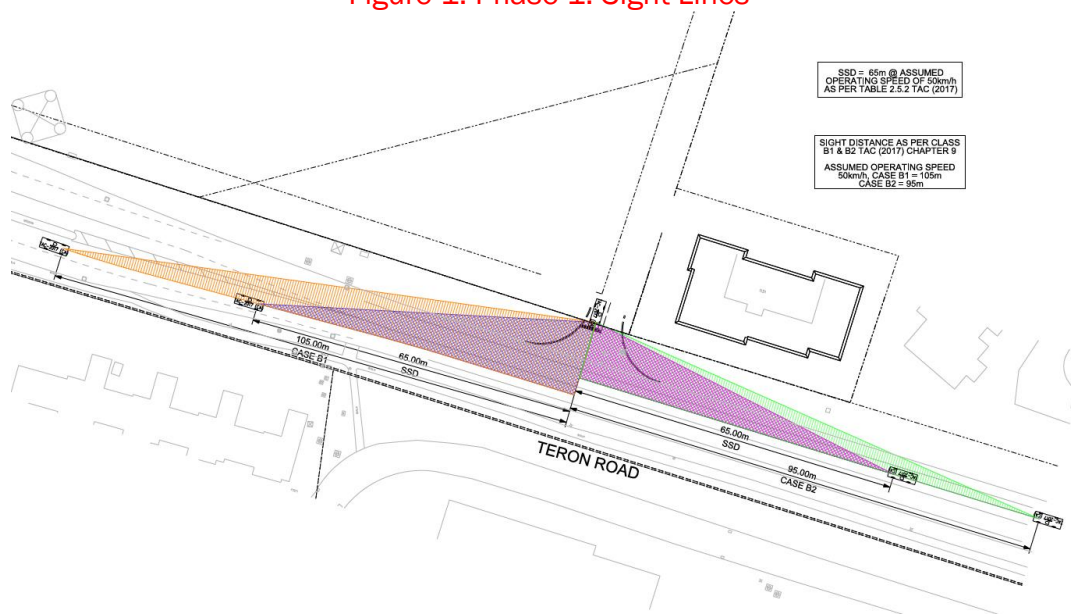 Figure 1: Phase 1: Sight Lines
SSD = 65m @ ASSUMED
OPERATING SPEED OF 50km/h
AS PER TABLE 2.5.2 TAC (2017)
SIGHT DISTANCE AS PER CLASS
B1 & B2 TAC (2017) CHAPTER 9
ASSUMED OPERATING SPEED
50km/h, CASE B1 = 105m
CASE B2 = 95m
105.00m
CASE B1
65.00m
SSD
65.00m
SSD
95.00m
CASE B2
TERON ROAD